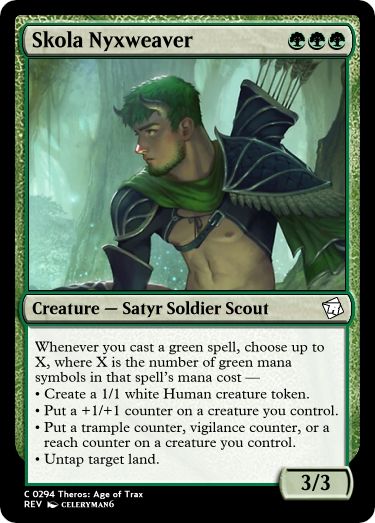 Skola Nyxweaver
Creature — Satyr Soldier Scout
Whenever you cast a green spell, choose up to
X, where X is the number of green mana
symbols in that spell's mana cost —
• Create a 1/1 white Human creature token.
• Put a +1/+1 counter on a creature you control.
• Put a trample counter, vigilance counter, or a
reach counter on a creature you control.
• Untap target land.
3/3
C 0294 Theros: Age of Trax
REV CELERYMAN6